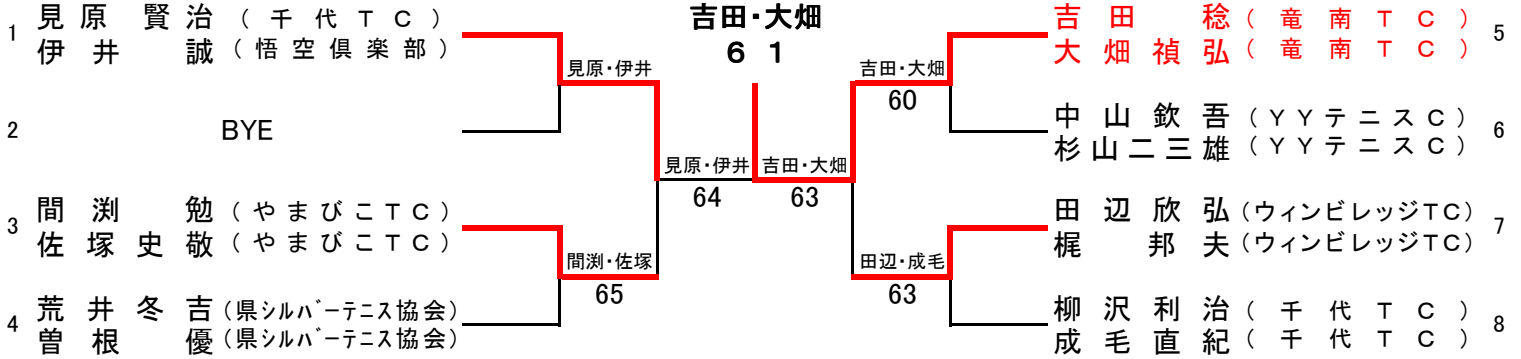 1 見原 賢治 (千代TC)
伊井 誠 (悟空倶楽部)
2 BYE
3 間渕 勉 (やまびこTC)
佐塚史敬 (やまびこTC)
4 荒井冬吉 (県シルバーテニス協会)
曽根 優 (県シルバーテニス協会)
見原・伊井
間渕・佐塚
65
見原・伊井
64
吉田・大畑
6 1
吉田・大畑
63
吉田・大畑
60
田辺・成毛
63
吉田 稔 (竜南TC) 5
大畑禎弘 (竜南TC)
中山欽吾 (YYテニスC) 6
杉山二三雄 (YYテニスC)
田辺欣弘 (ウィンビレッジTC) 7
梶 邦夫 (ウィンビレッジTC)
柳沢利治 (千代TC) 8
成毛直紀 (千代TC)